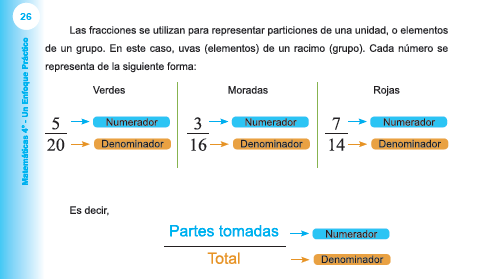 26
Matemáticas 4° - Un Enfoque Práctico
Las fracciones se utilizan para representar particiones de una unidad, o elementos
de un grupo. En este caso, uvas (elementos) de un racimo (grupo). Cada número se
representa de la siguiente forma:
Verdes Moradas Rojas
5 Numerador 3 Numerador 7 Numerador
20 Denominador 16 Denominador 14 Denominador
Es decir,
Partes tomadas Numerador
Total Denominador